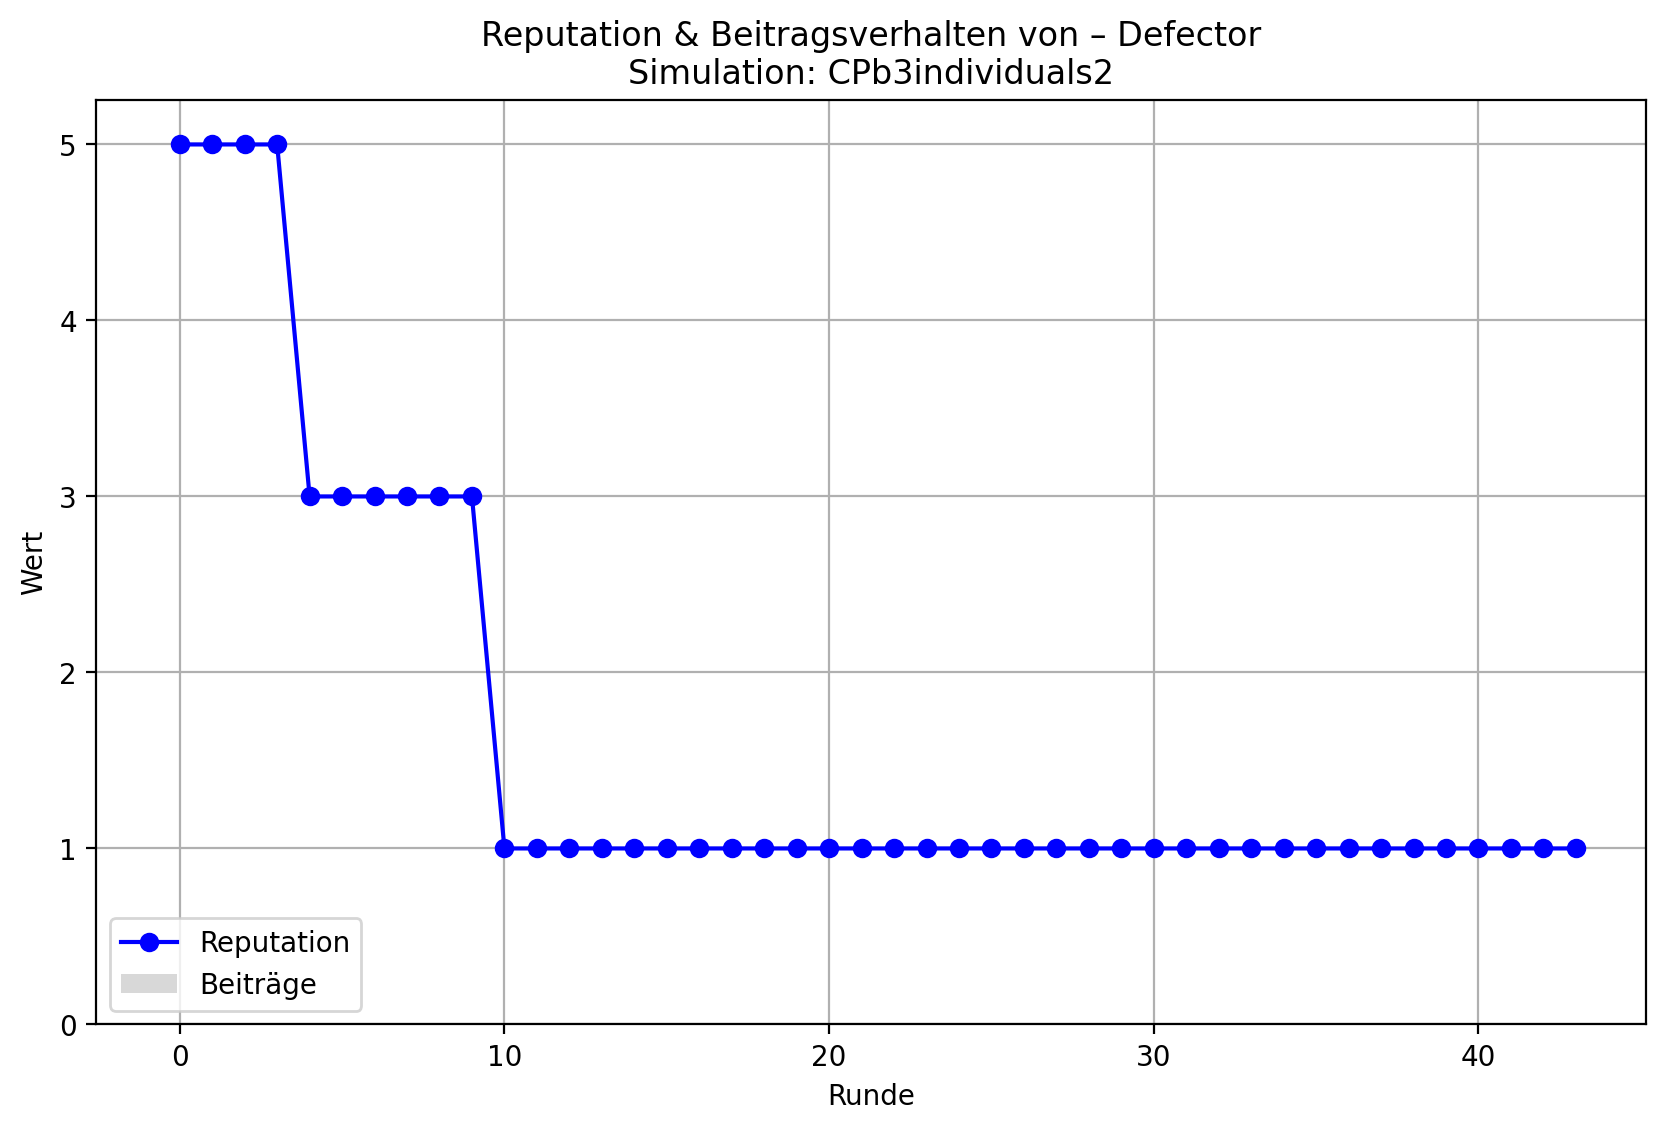 Reputation & Beitragsverhalten von – Defector
Simulation: CPb3individuals2
5
4
3
2
1
0
Wert
Reputation
Beiträge
0 10 20 30 40
Runde